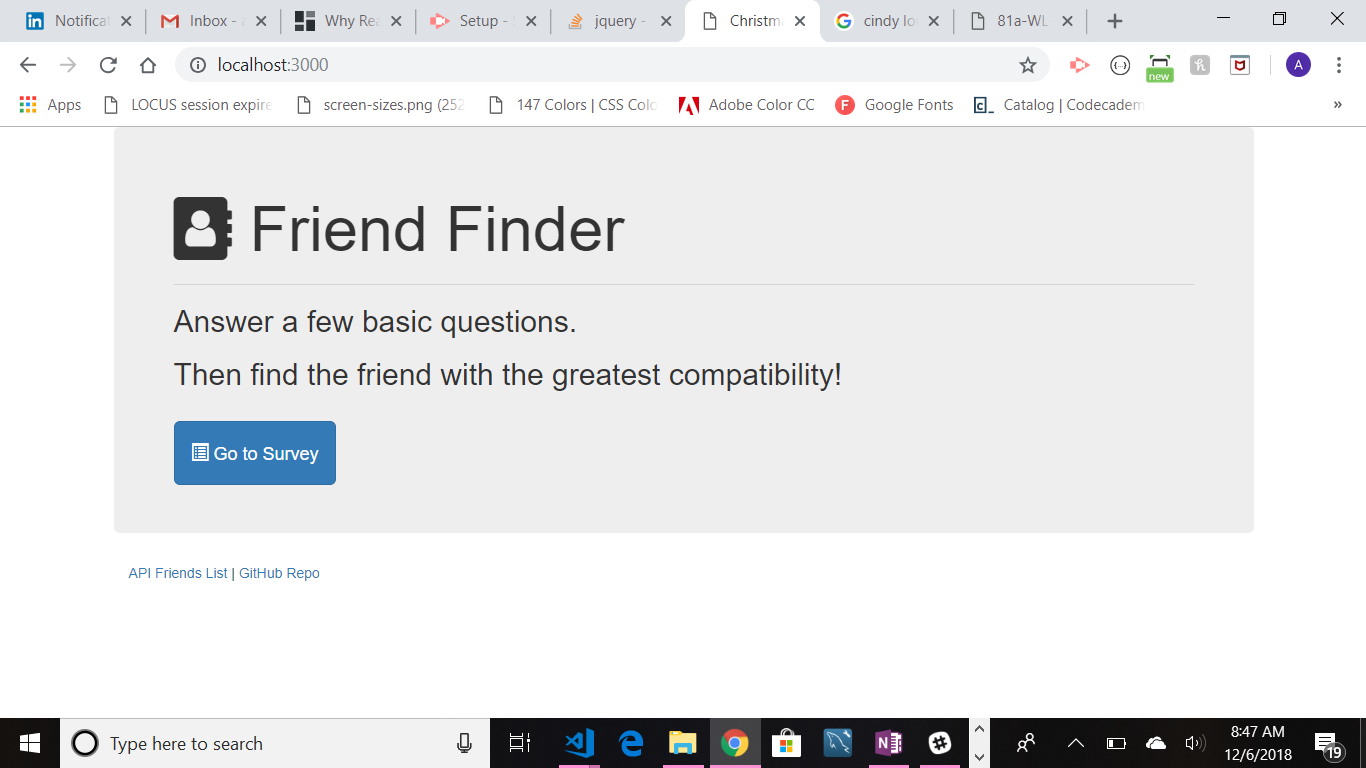 Notificat
Inbox - a
Why Rea
Setup - S
jquery -
Christma
cindy lo
81a-WL
localhost:3000
new
A
Apps
LOCUS session expire
screen-sizes.png (252
147 Colors | CSS Colo
Adobe Color CC
Google Fonts
Catalog | Codecadem
»
Friend Finder
Answer a few basic questions.
Then find the friend with the greatest compatibility!
Go to Survey
API Friends List | GitHub Repo
Type here to search
8:47 AM
12/6/2018
19